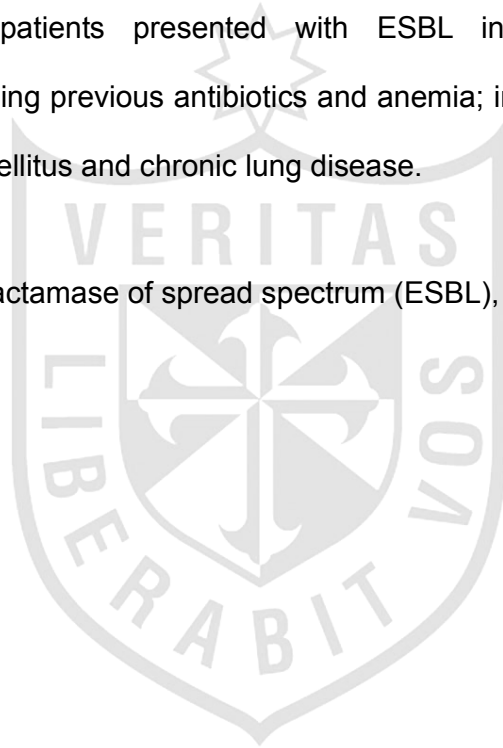 patients presented with ESBL in
ing previous antibiotics and anemia; i
ellitus and chronic lung disease.
VERITAS
actamase of spread spectrum (ESBL),
LIBERABIT VOS